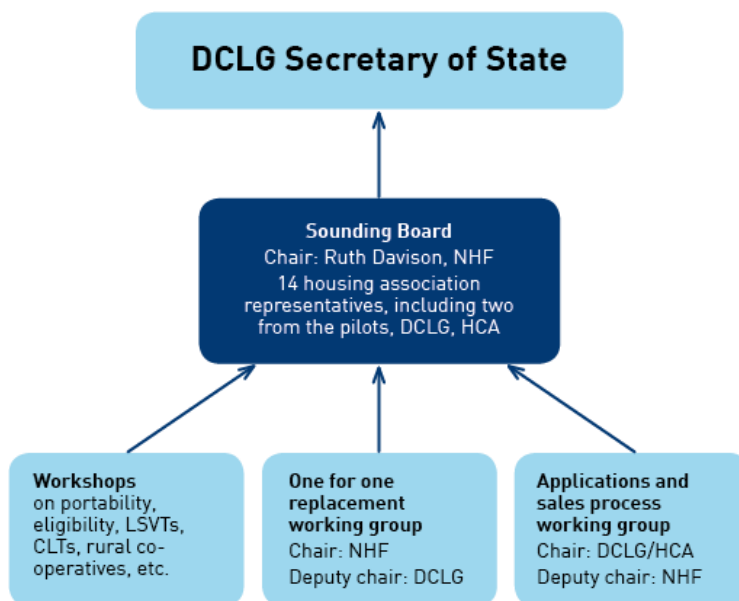 DCLG Secretary of State
Sounding Board
Chair: Ruth Davison, NHF
14 housing association
representatives, including two
from the pilots, DCLG, HCA
Workshops
on portability,
eligibility, LSVTs,
CLTs, rural co-
operatives, etc.
One for one
replacement
working group
Chair: NHF
Deputy chair: DCLG
Applications and
sales process
working group
Chair: DCLG/HCA
Deputy chair: NHF